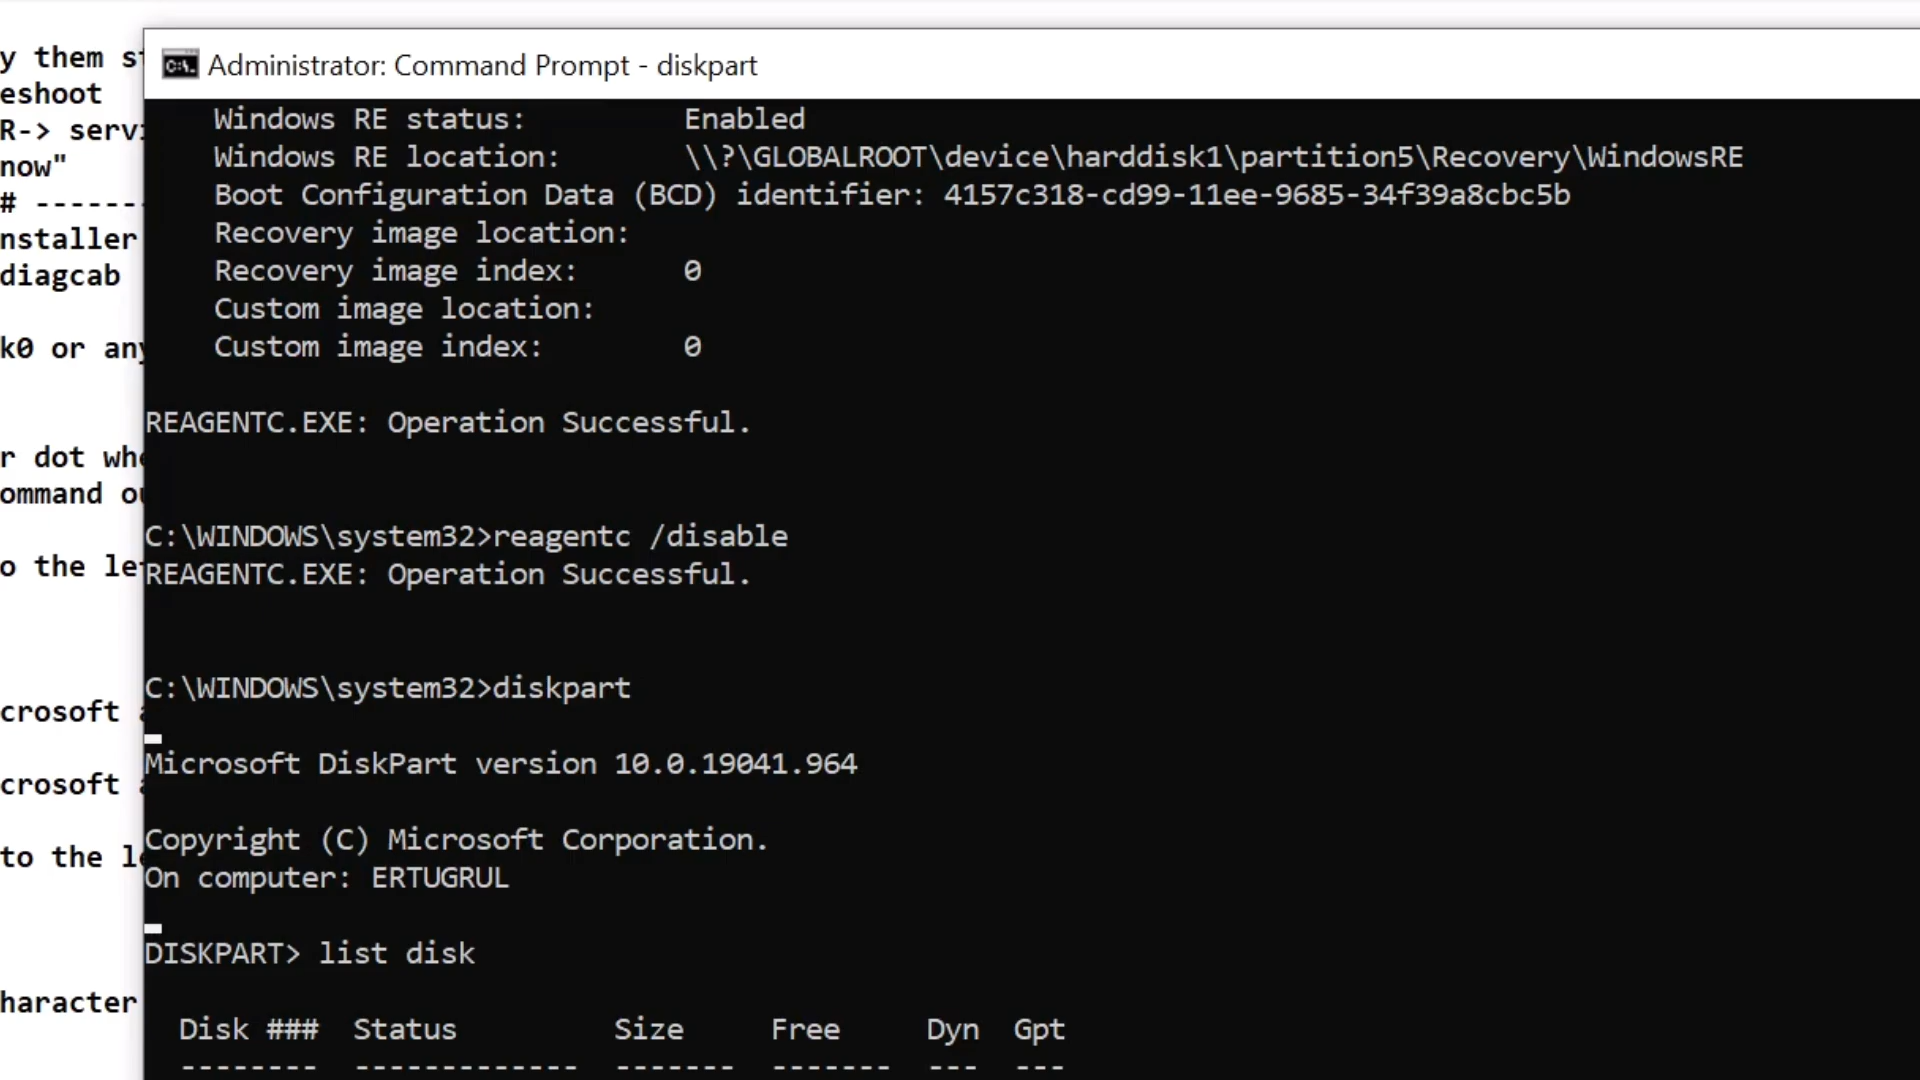 y them
eshoot
R-> servi
now"
# -------
nstaller
diagcab
k0 or any
r dot whe
ommand ou
o the le
crosoft
crosoft
to the le
haracter
Administrator: Command Prompt - diskpart
Windows RE status: Enabled
Windows RE location: \\?\GLOBALROOT\device\harddisk1\partition5\Recovery\WindowsRE
Boot Configuration Data (BCD) identifier: 4157c318-cd99-11ee-9685-34f39a8cbc5b
Recovery image location:
Recovery image index: 0
Custom image location:
Custom image index: 0
REAGENTC.EXE: Operation Successful.
C:\WINDOWS\system32>reagentc /disable
REAGENTC.EXE: Operation Successful.
C:\WINDOWS\system32>diskpart
Microsoft DiskPart version 10.0.19041.964
Copyright (C) Microsoft Corporation.
On computer: ERTUGRUL
DISKPART> list disk
Disk ### Status Size Free Dyn Gpt
-------- ------------- ------- ------- --- ---